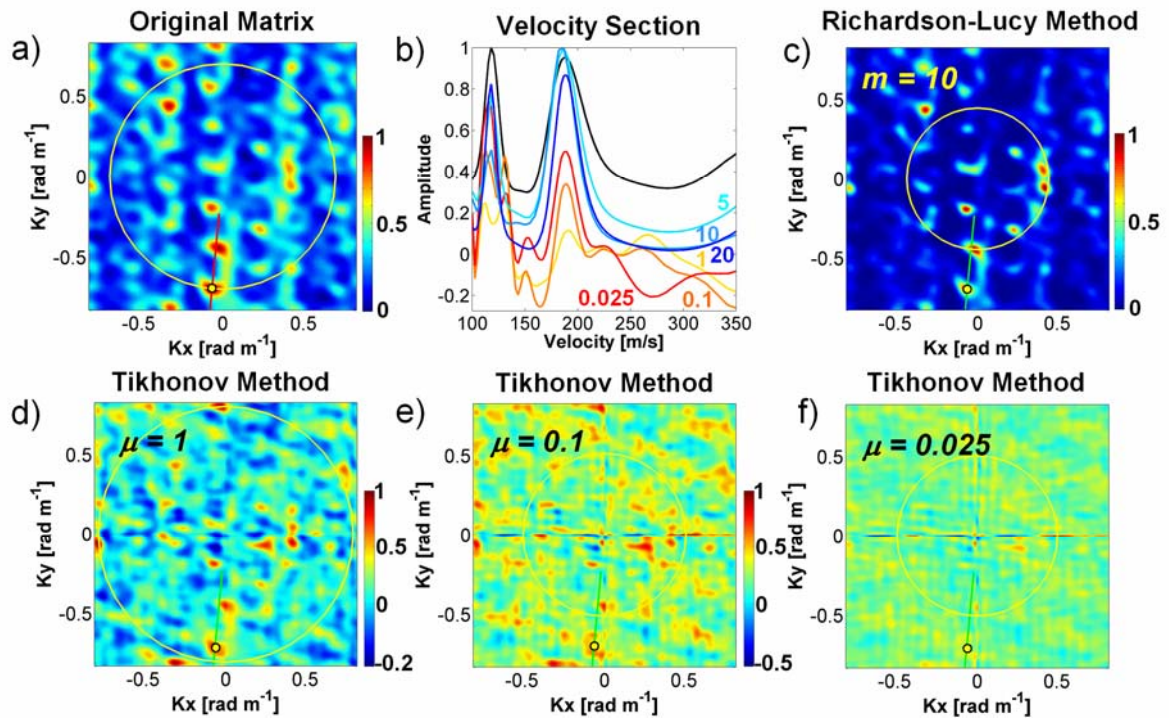 a) Original Matrix
Ky [rad m-1]
0.5
0
-0.5
-0.5 0 0.5
Kx [rad m-1]
1
0.5
0
b) Velocity Section
Amplitude
1
0.8
0.6
0.4
0.2
0
-0.2
100 150 200 250 300 350
Velocity [m/s]
5
10
20
1
0.025
0.1
c) Richardson-Lucy Method
m = 10
Ky [rad m-1]
0.5
0
-0.5
-0.5 0 0.5
Kx [rad m-1]
1
0.5
0
d) Tikhonov Method
μ = 1
Ky [rad m-1]
0.5
0
-0.5
-0.5 0 0.5
Kx [rad m-1]
1
0.5
0
-0.2
e) Tikhonov Method
μ = 0.1
Ky [rad m-1]
0.5
0
-0.5
-0.5 0 0.5
Kx [rad m-1]
1
0.5
0
-0.5
f) Tikhonov Method
μ = 0.025
Ky [rad m-1]
0.5
0
-0.5
-0.5 0 0.5
Kx [rad m-1]